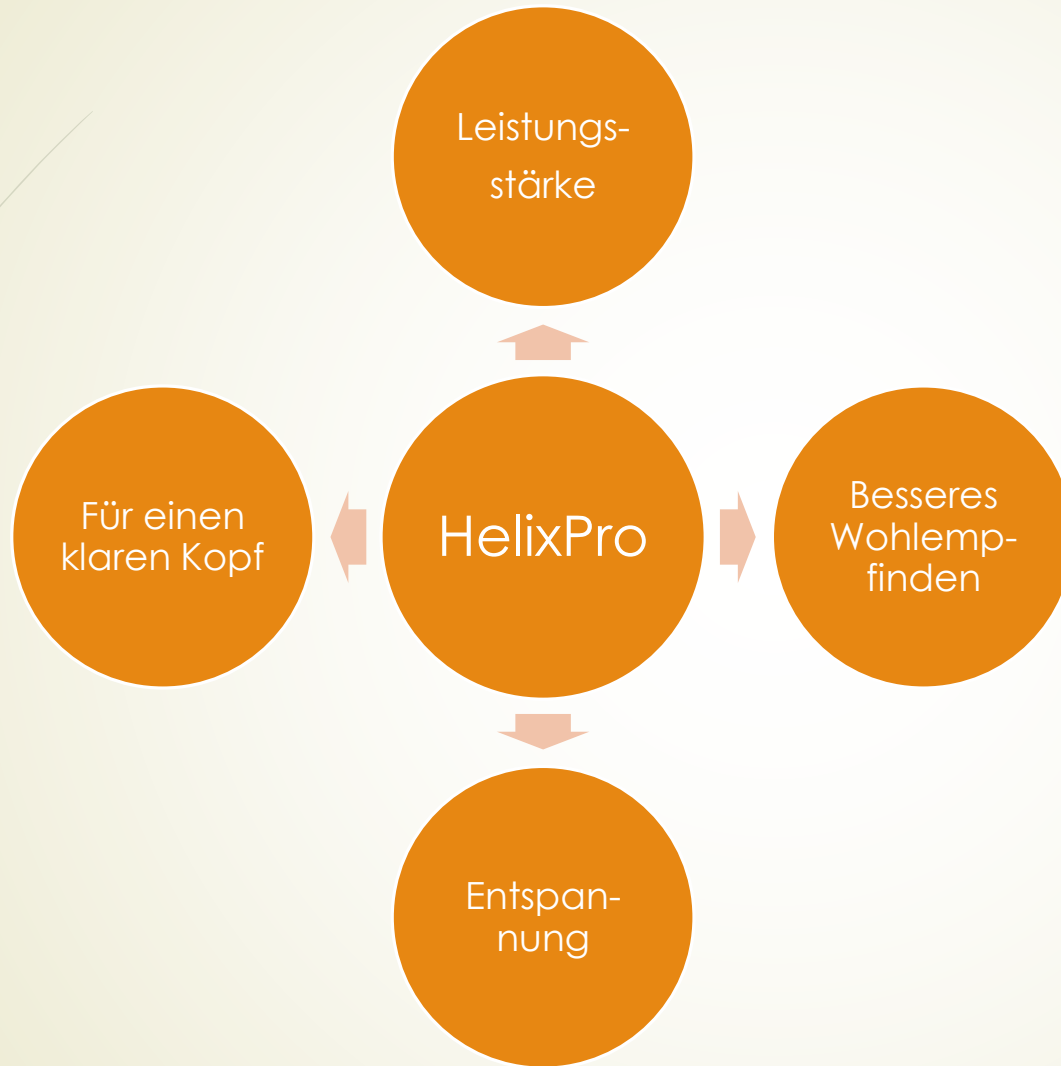 Leistungs-
stärke
Für einen
klaren Kopf
HelixPro
Besseres
Wohlemp-
finden
Entspan-
nung